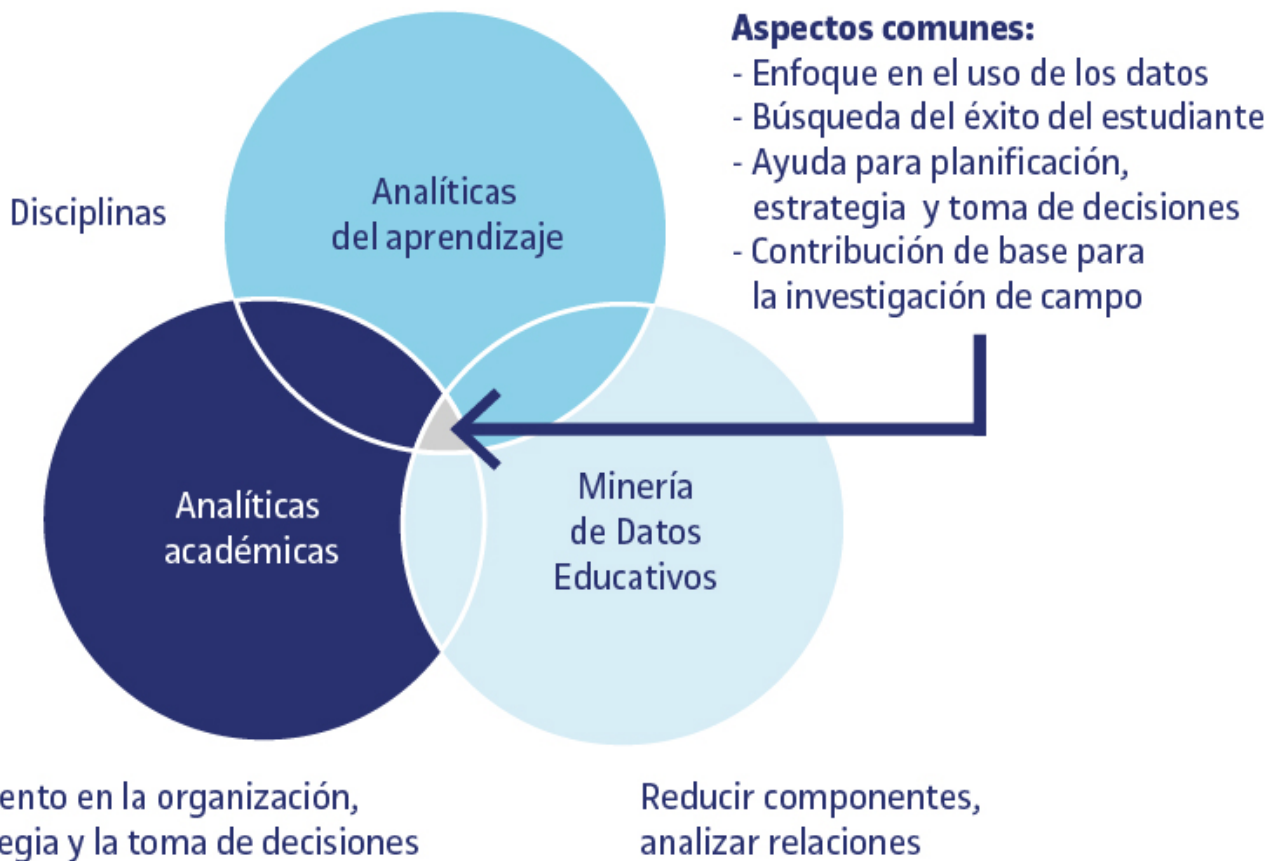 Aspectos comunes:
- Enfoque en el uso de los datos
- Búsqueda del éxito del estudiante
- Ayuda para planificación,
estrategia y toma de decisiones
- Contribución de base para
la investigación de campo
Disciplinas
Analíticas
del aprendizaje
Analíticas
académicas
Minería
de Datos
Educativos
en la organización,
y la toma de decisiones
Reducir componentes,
analizar relaciones